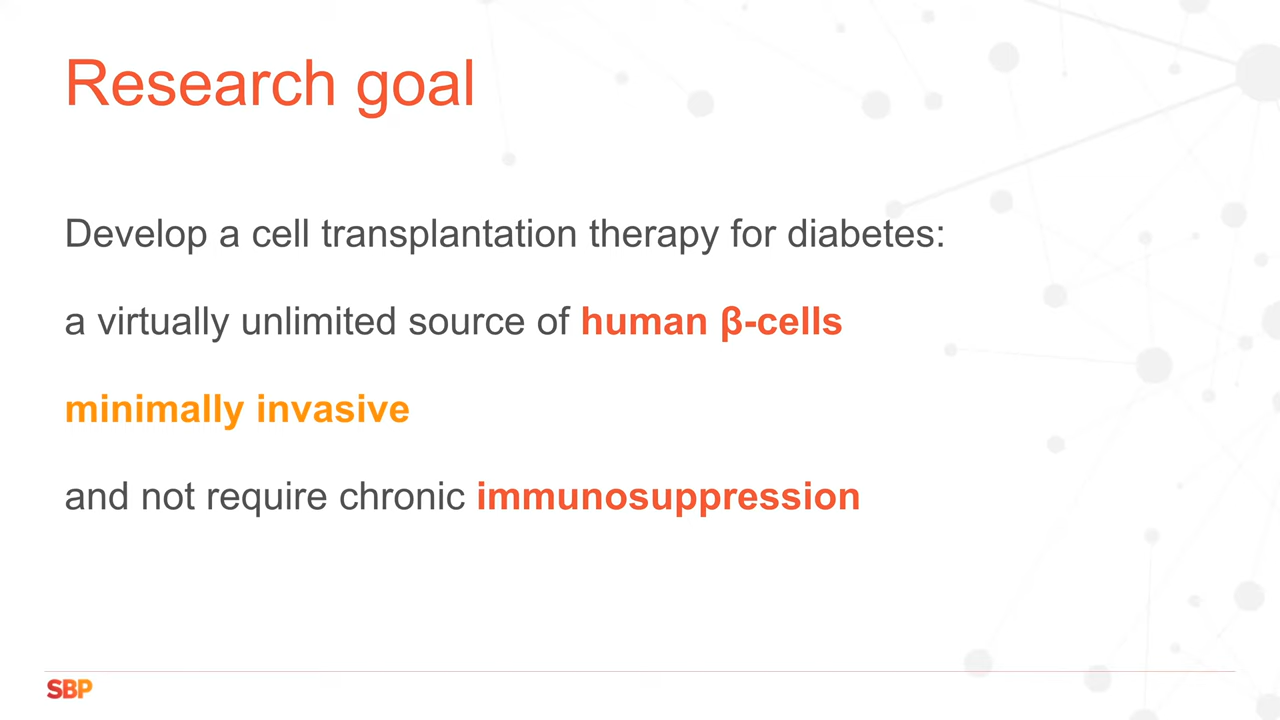 Research goal
Develop a cell transplantation therapy for diabetes:
a virtually unlimited source of human β-cells
minimally invasive
and not require chronic immunosuppression
SBP